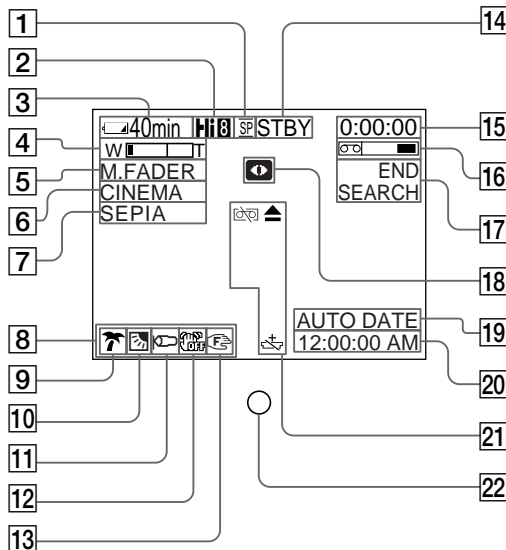 1
2
3
4
5
6
7
8
9
10
11
12
13
14
15
16
17
18
19
20
21
22
40min Hi8 SP STBY 0:00:00
W T
M.FADER
CINEMA
SEPIA
END
SEARCH
AUTO DATE
12:00:00 AM
OFF
F